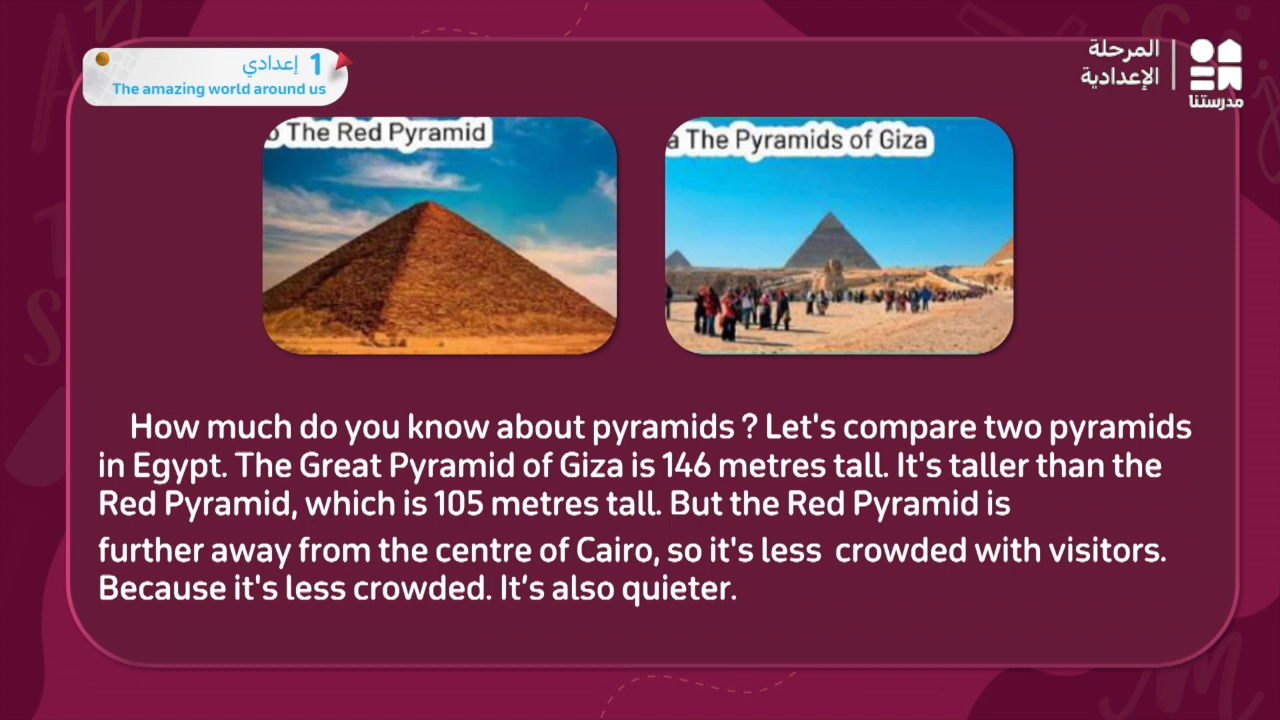 1 إعدادي
The amazing world around us
المرحلة
الإعدادية
مدرستنا
b The Red Pyramid
a The Pyramids of Giza
How much do you know about pyramids ? Let's compare two pyramids
in Egypt. The Great Pyramid of Giza is 146 metres tall. It's taller than the
Red Pyramid, which is 105 metres tall. But the Red Pyramid is
further away from the centre of Cairo, so it's less crowded with visitors.
Because it's less crowded. It's also quieter.